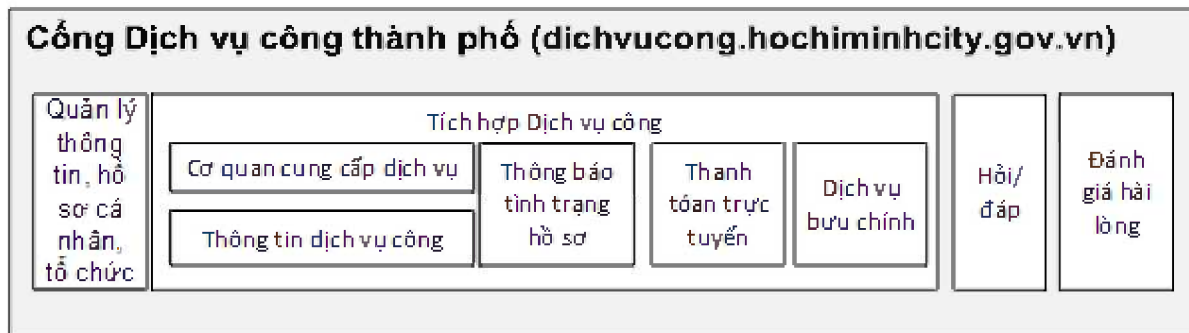 Cổng Dịch vụ công thành phố (dichvucong.hochiminhcity.gov.vn)
Quản lý
thông
tin, hồ
sơ cá
nhân,
tổ chức
Tích hợp Dịch vụ công
Cơ quan cung cấp dịch vụ
Thông tin dịch vụ công
Thông báo
tình trạng
hồ sơ
Thanh
tóan trực
tuyến
Dịch vụ
bưu chính
Hỏi/
đáp
Đánh
giá hài
lòng